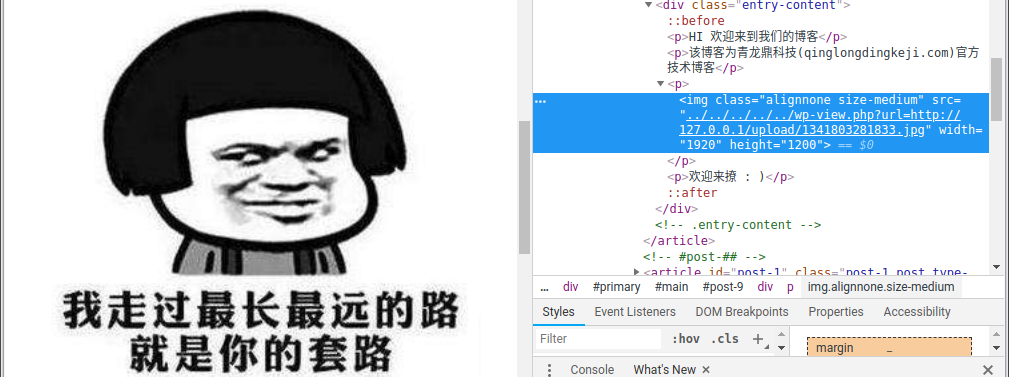 我走过最长最远的路
就是你的套路
<div class="entry-content">
::before
<p>HI 欢迎来到我们的博客</p>
<p>该博客为青龙鼎科技(qinglongdingkeji.com)官方
技术博客</p>
<p>
<img class="alignnone size-medium" src=
"../../../../../wp-view.php?url=http://
127.0.0.1/upload/1341803281833.jpg" width=
"1920" height="1200"> == $0
</p>
<p>欢迎来撩 : )</p>
::after
</div>
<!-- .entry-content -->
</article>
<!-- #post-## -->
<article id="post-1" class="post-1 post type-
... div #primary #main #post-9 div p img.alignnone.size-medium
Styles Event Listeners DOM Breakpoints Properties Accessibility
Filter :hov .cls +
margin
Console What's New ×